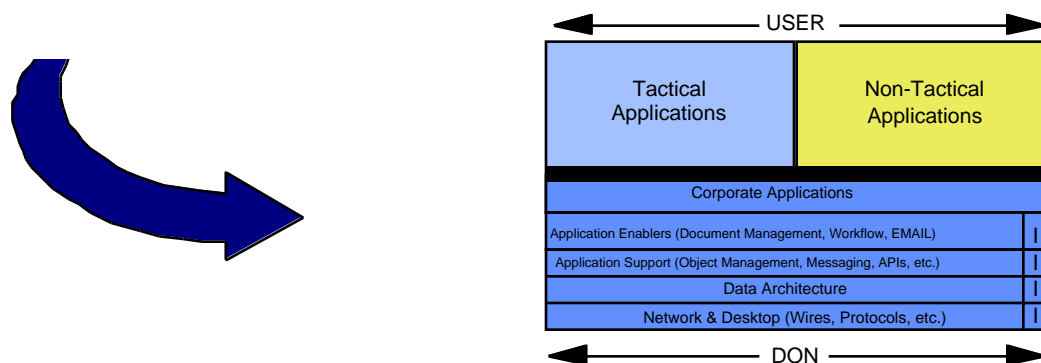 USER
Tactical
Applications
Non-Tactical
Applications
Corporate Applications
Application Enablers (Document Management, Workflow, EMAIL)
I
Application Support (Object Management, Messaging, APIs, etc.)
I
Data Architecture
I
Network & Desktop (Wires, Protocols, etc.)
I
DON